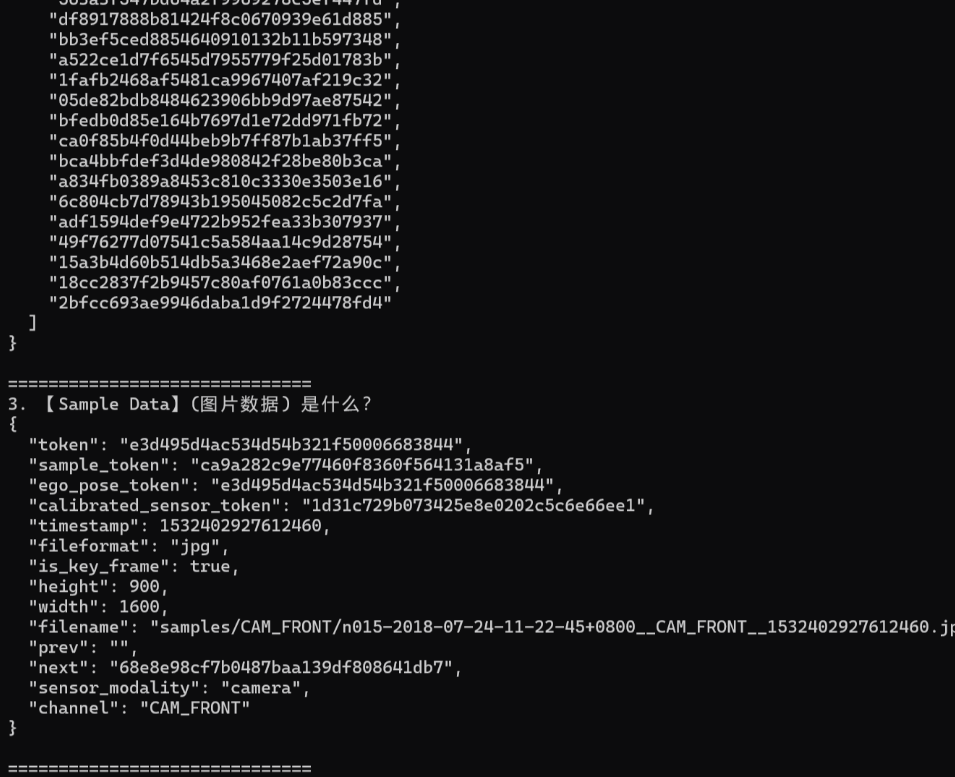 "df8917888b81424f8c0670939e61d885",
"bb3ef5ced8854640910132b11b597348",
"a522ce1d7f6545d7955779f25d01783b",
"1fafb2468af5481ca9967407af219c32",
"05de82bdb8484623906bb9d97ae87542",
"bfedb0d85e164b7697d1e72dd971fb72",
"ca0f85b4f0d44beb9b7ff87b1ab37ff5",
"bca4bbfdef3d4de980842f28be80b3ca",
"a834fb0389a8453c810c3330e3503e16",
"6c804cb7d78943b195045082c5c2d7fa",
"adf1594def9e4722b952fea33b307937",
"49f76277d07541c5a584aa14c9d28754",
"15a3b4d60b514db5a3468e2aef72a90c",
"18cc2837f2b9457c80af0761a0b83ccc",
"2bfcc693ae9946daba1d9f2724478fd4"
]
}
==============================
3. 【Sample Data】(图片数据) 是什么?
{
"token": "e3d495d4ac534d54b321f50006683844",
"sample_token": "ca9a282c9e77460f8360f564131a8af5",
"ego_pose_token": "e3d495d4ac534d54b321f50006683844",
"calibrated_sensor_token": "1d31c729b073425e8e0202c5c6e66ee1",
"timestamp": 1532402927612460,
"fileformat": "jpg",
"is_key_frame": true,
"height": 900,
"width": 1600,
"filename": "samples/CAM_FRONT/n015-2018-07-24-11-22-45+0800__CAM_FRONT__1532402927612460.jp
"prev": "",
"next": "68e8e98cf7b0487baa139df808641db7",
"sensor_modality": "camera",
"channel": "CAM_FRONT"
}
==============================